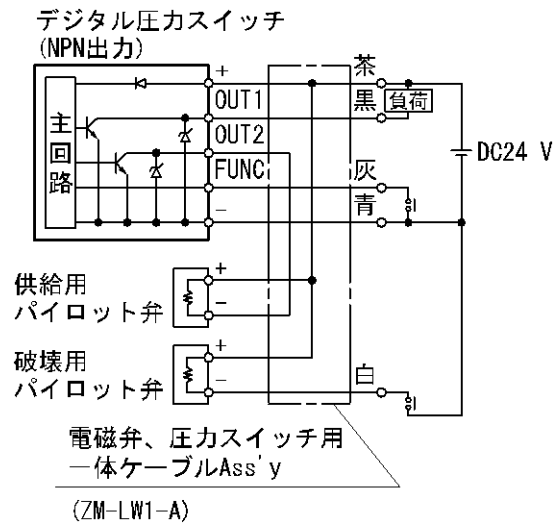 デジタル圧力スイッチ
(NPN出力)
+
茶
OUT1
黒
負荷
主回路
OUT2
DC24 V
FUNC
灰
-
青
供給用
パイロット弁
+
-
破壊用
パイロット弁
+
-
白
電磁弁、圧力スイッチ用
一体ケーブルAss'y
(ZM-LW1-A)